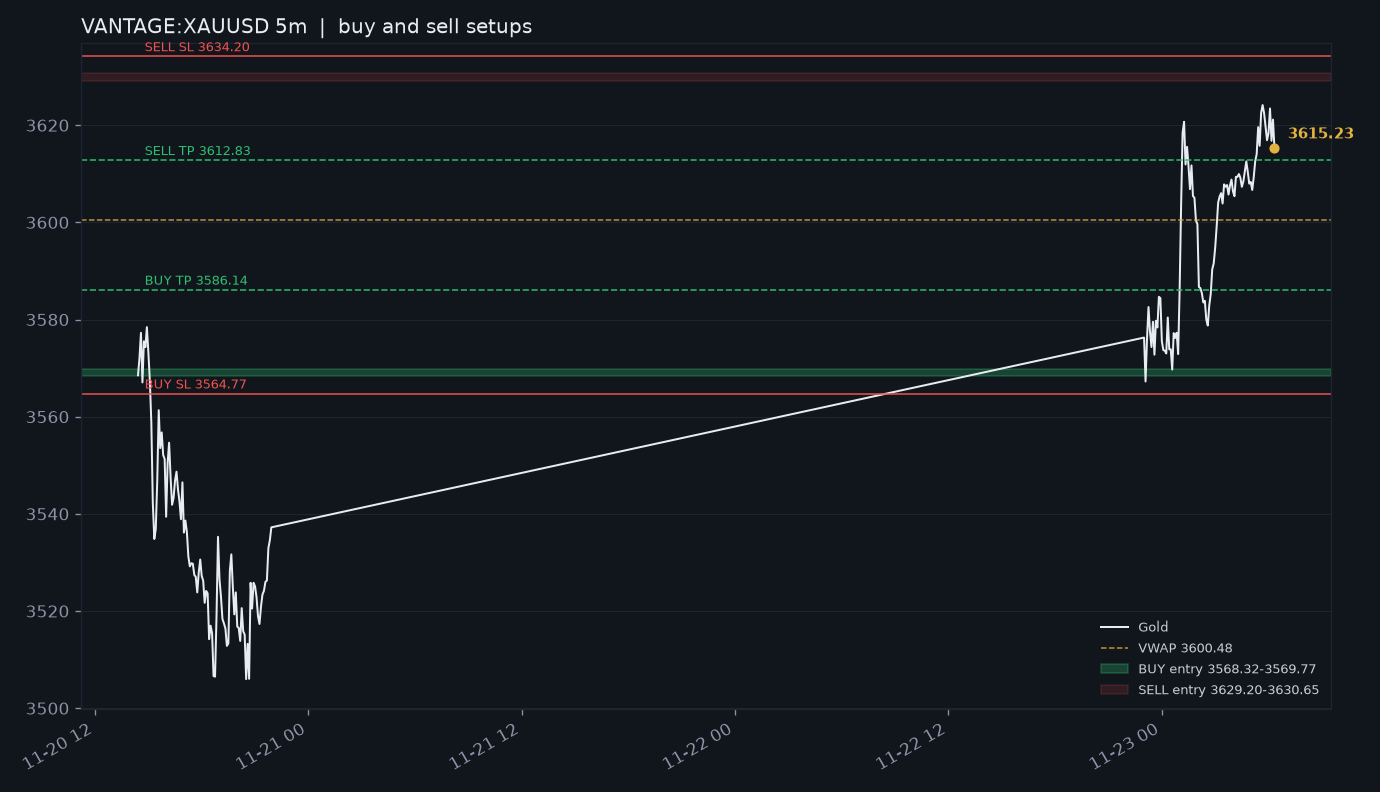 VANTAGE:XAUUSD 5m | buy and sell setups
SELL SL 3634.20
3620
3615.23
SELL TP 3612.83
3600
BUY TP 3586.14
3580
BUY SL 3564.77
3560
3540
3520
3500
Gold
VWAP 3600.48
BUY entry 3568.32-3569.77
SELL entry 3629.20-3630.65
11-20 12
11-21 00
11-21 12
11-22 00
11-22 12
11-23 00